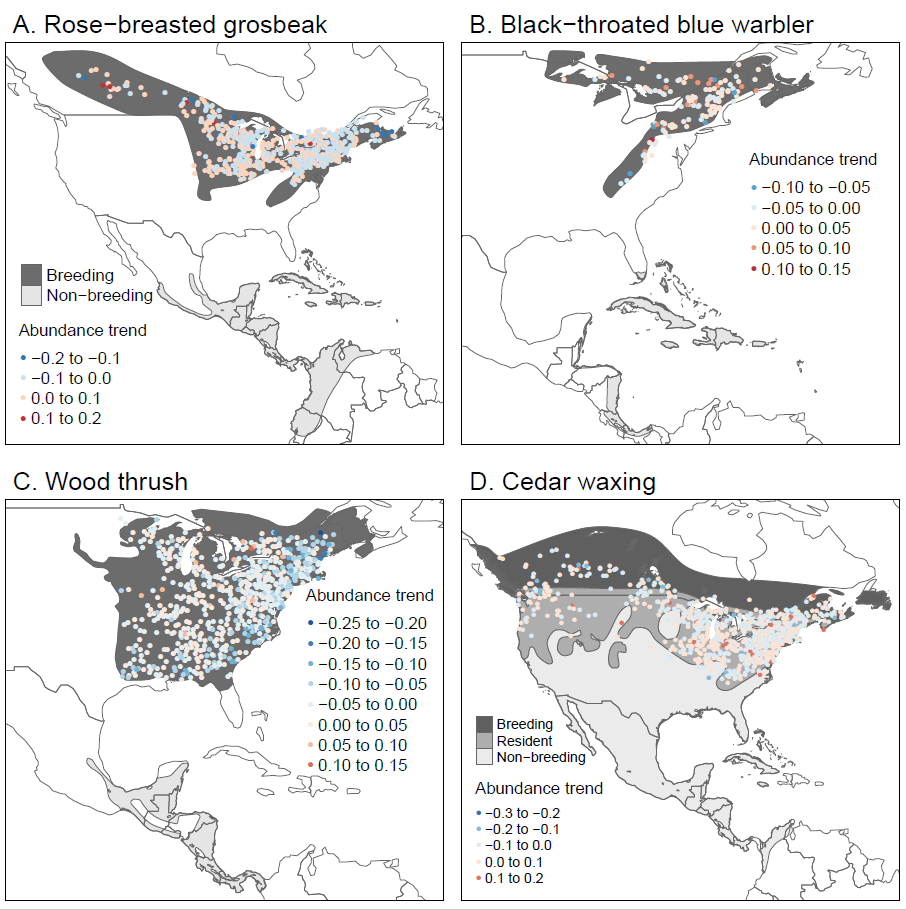 A. Rose−breasted grosbeak
Breeding
Non−breeding
Abundance trend
−0.2 to −0.1
−0.1 to 0.0
0.0 to 0.1
0.1 to 0.2
B. Black−throated blue warbler
Abundance trend
−0.10 to −0.05
−0.05 to 0.00
0.00 to 0.05
0.05 to 0.10
0.10 to 0.15
C. Wood thrush
Abundance trend
−0.25 to −0.20
−0.20 to −0.15
−0.15 to −0.10
−0.10 to −0.05
−0.05 to 0.00
0.00 to 0.05
0.05 to 0.10
0.10 to 0.15
D. Cedar waxing
Breeding
Resident
Non−breeding
Abundance trend
−0.3 to −0.2
−0.2 to −0.1
−0.1 to 0.0
0.0 to 0.1
0.1 to 0.2